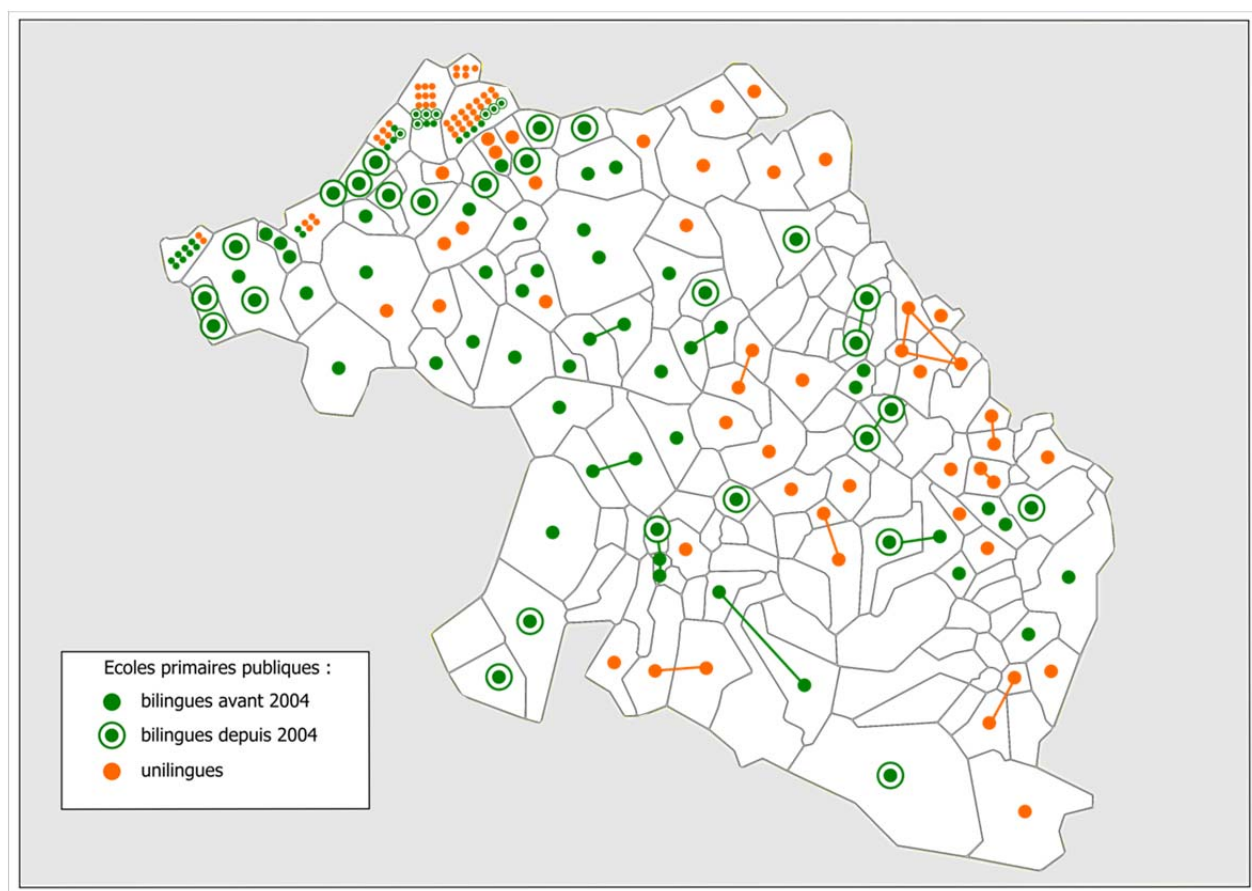 Ecoles primaires publiques :
bilingues avant 2004
bilingues depuis 2004
unilingues